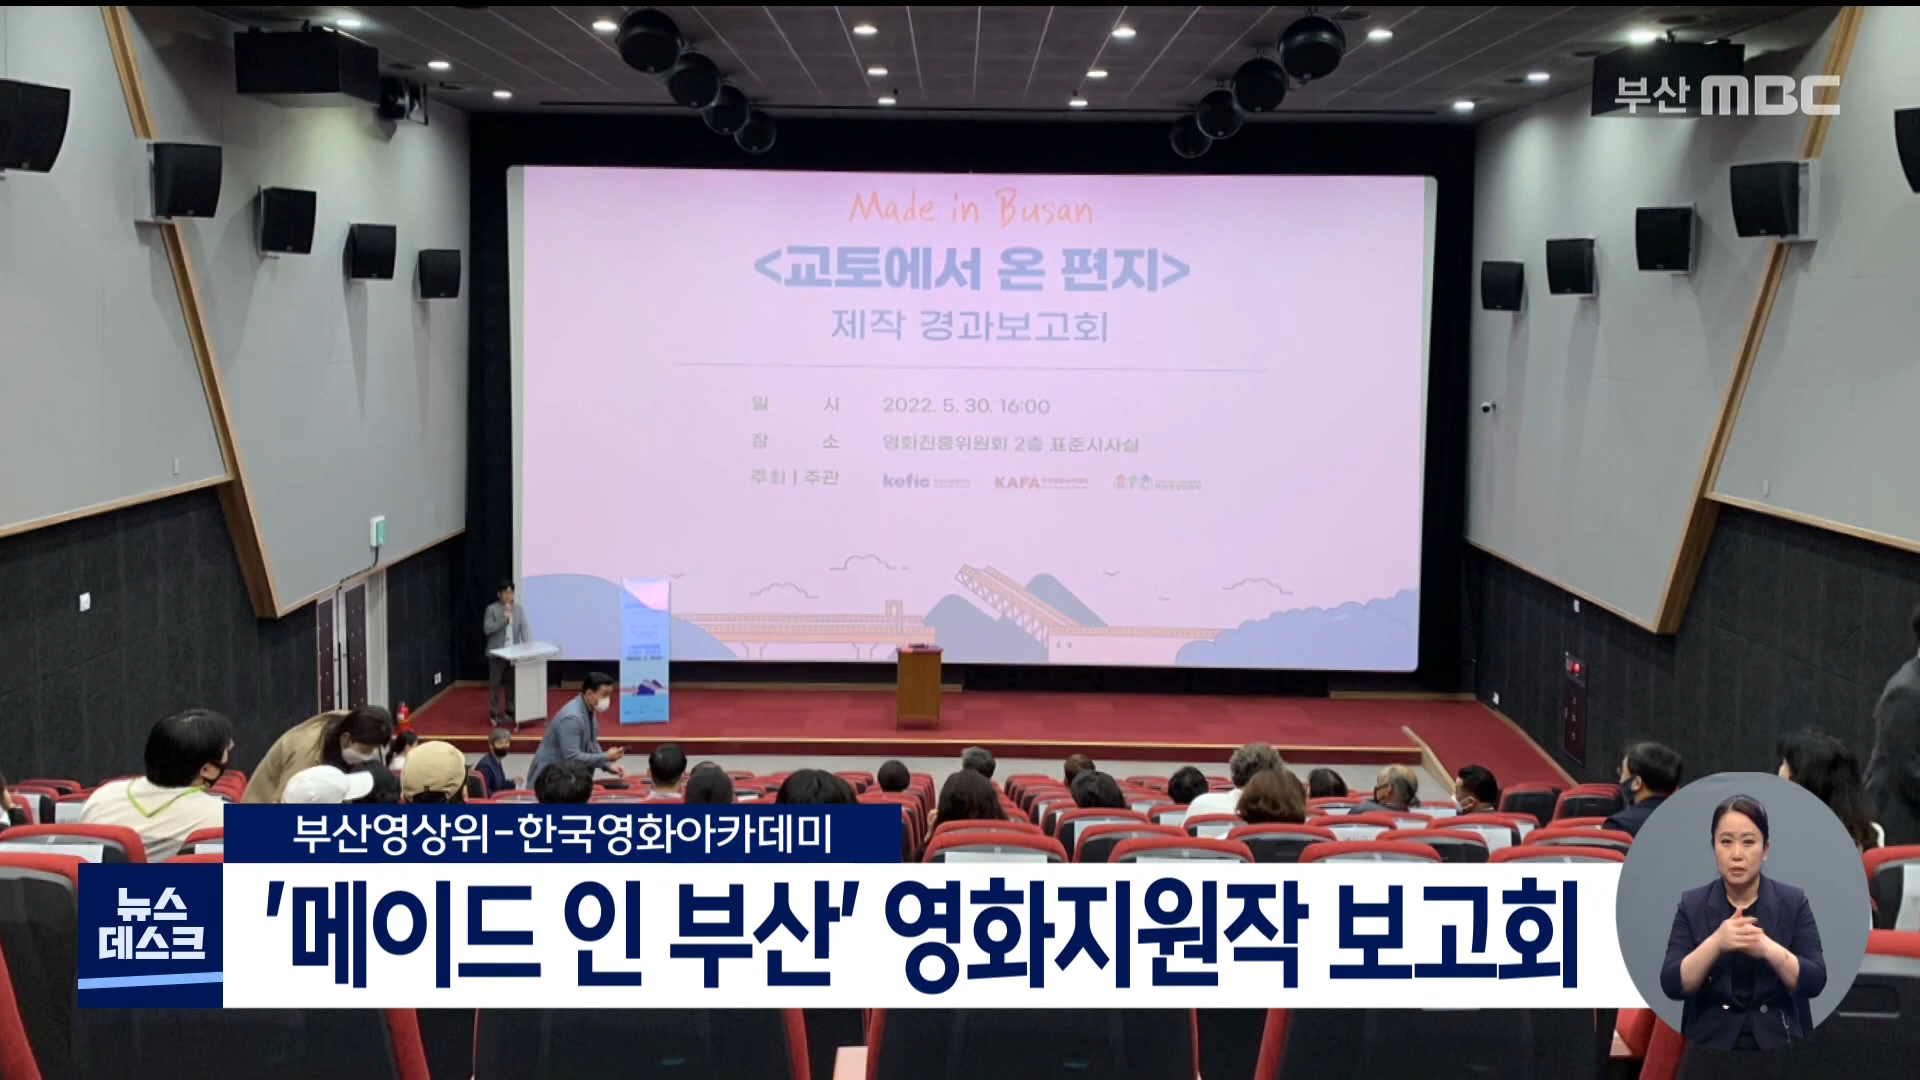 부산 MBC
Made in Busan
<교토에서 온 편지>
제작 경과보고회
일 시 2022. 5. 30. 16:00
장 소 영화진흥위원회 2층 표준시사실
주최 | 주관 kofic KAFA
부산영상위-한국영화아카데미
뉴스
데스크
'메이드 인 부산' 영화지원작 보고회